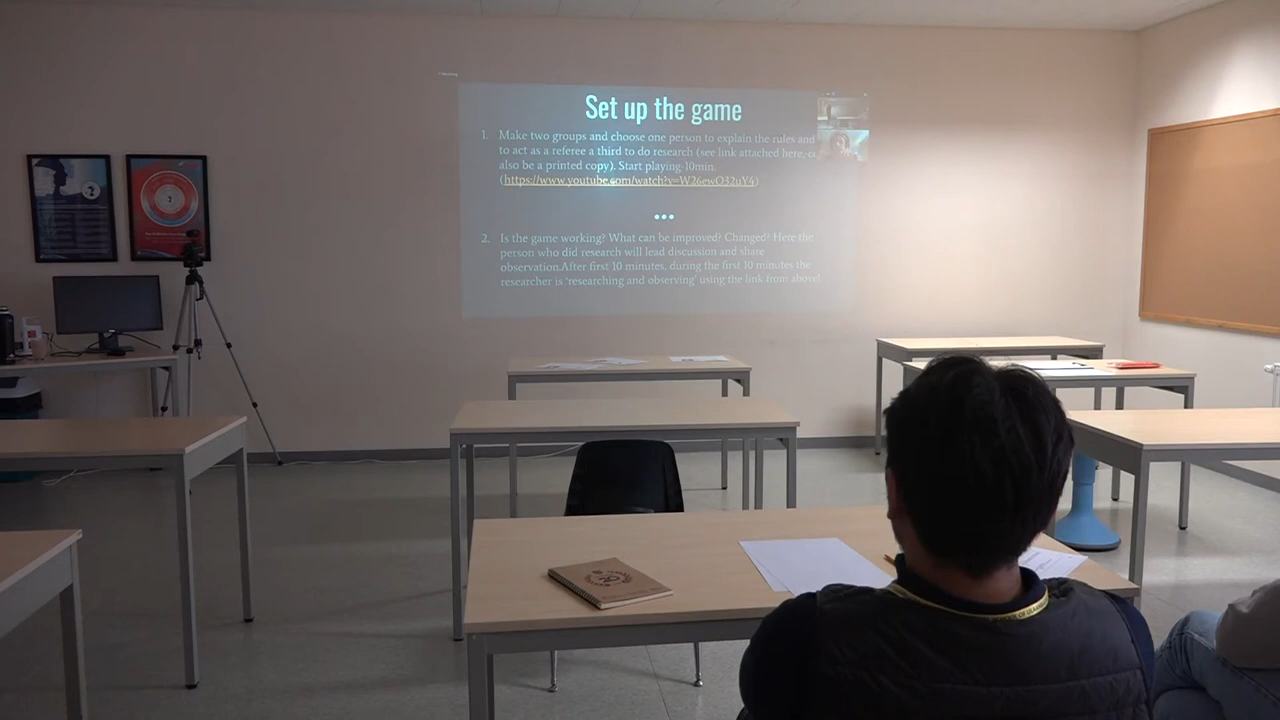 Set up the game
1. Make two groups and choose one person to explain the rules and
to act as a referee a third to do research (see link attached here,
also be a printed copy). Start playing-10min
(https://www.youtube.com/watch?v=W26ewO32uY4)
...
2. Is the game working? What can be improved? Changed? Here the
person who did research will lead discussion and share
observation.After first 10 minutes, during the first 10 minutes the
researcher is 'researching and observing' using the link from above!
20